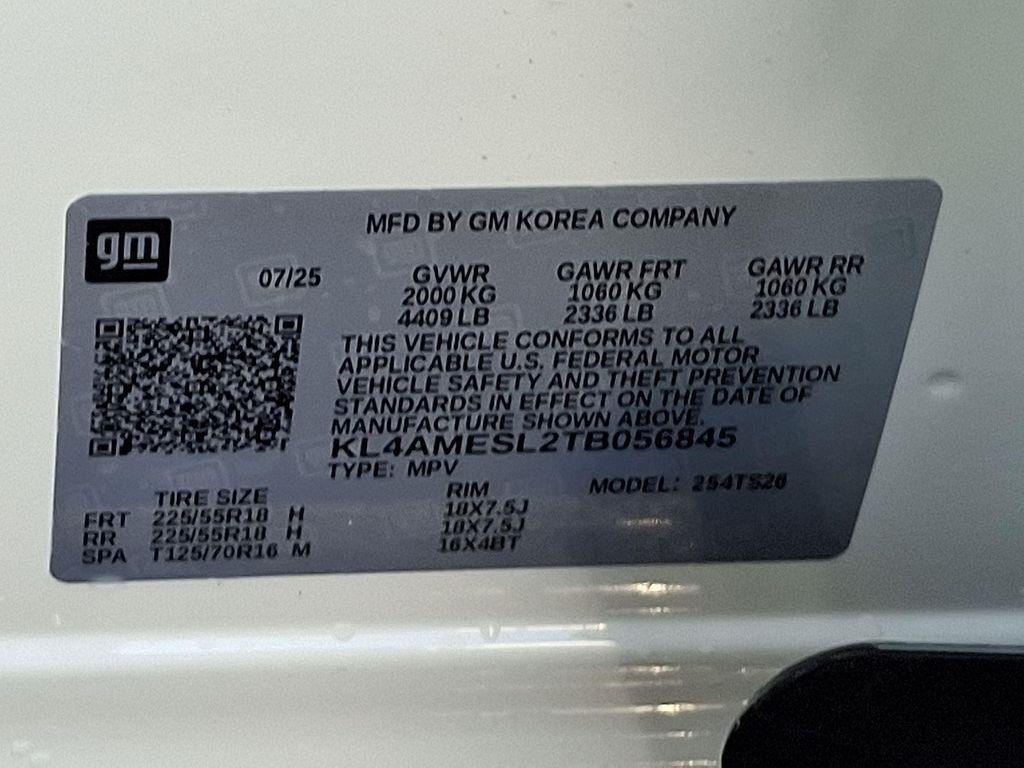 gm
MFD BY GM KOREA COMPANY
07/25 GVWR GAWR FRT GAWR RR
2000 KG 1060 KG 1060 KG
4409 LB 2336 LB 2336 LB
THIS VEHICLE CONFORMS TO ALL
APPLICABLE U.S. FEDERAL MOTOR
VEHICLE SAFETY AND THEFT PREVENTION
STANDARDS IN EFFECT ON THE DATE OF
MANUFACTURE SHOWN ABOVE.
KL4AMESL2TB056845
TYPE: MPV
TIRE SIZE RIM MODEL: 254TS26
FRT 225/55R18 H 18X7.5J
RR 225/55R18 H 18X7.5J
SPA T125/70R16 M 16X4BT